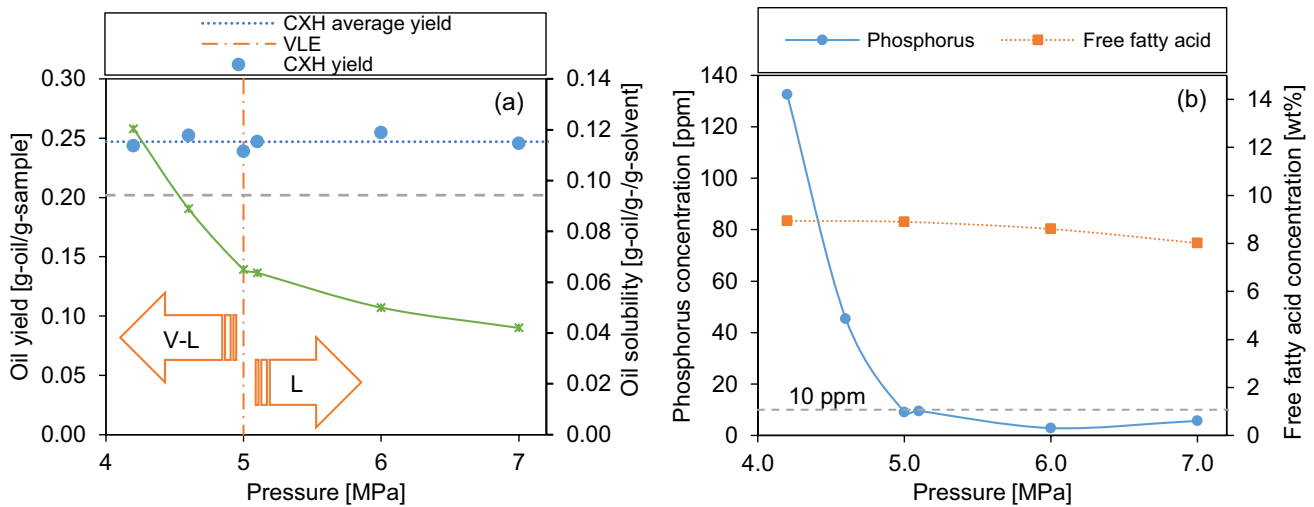 CXH average yield
VLE
CXH yield
(a)
Oil yield [g-oil/g-sample]
0.30
0.25
0.20
0.15
0.10
0.05
0.00
V-L
L
0.14
0.12
0.10
0.08
0.06
0.04
0.02
0.00
Oil solubility [g-oil/g-/g-solvent]
4
5
6
7
Pressure [MPa]
Phosphorus
Free fatty acid
(b)
Phosphorus concentration [ppm]
140
120
100
80
60
40
20
0
10 ppm
14
12
10
8
6
4
2
0
Free fatty acid concentration [wt%]
4.0
5.0
6.0
7.0
Pressure [MPa]